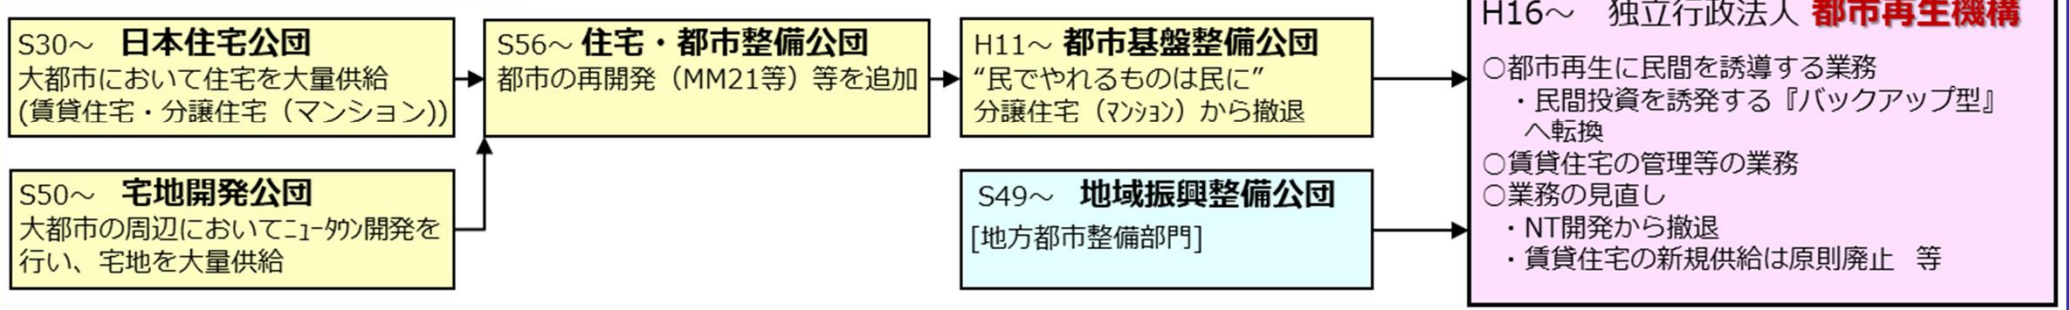 S30～ 日本住宅公団
大都市において住宅を大量供給
(賃貸住宅・分譲住宅（マンション))
S50～ 宅地開発公団
大都市の周辺においてﾆｭｰﾀｳﾝ開発を
行い、宅地を大量供給
S56～ 住宅・都市整備公団
都市の再開発（MM21等）等を追加
H11～ 都市基盤整備公団
“民でやれるものは民に”
分譲住宅（ﾏﾝｼｮﾝ）から撤退
S49～ 地域振興整備公団
[地方都市整備部門]
H16～ 独立行政法人 都市再生機構
○都市再生に民間を誘導する業務
・民間投資を誘発する『バックアップ型』
へ転換
○賃貸住宅の管理等の業務
○業務の見直し
・NT開発から撤退
・賃貸住宅の新規供給は原則廃止 等